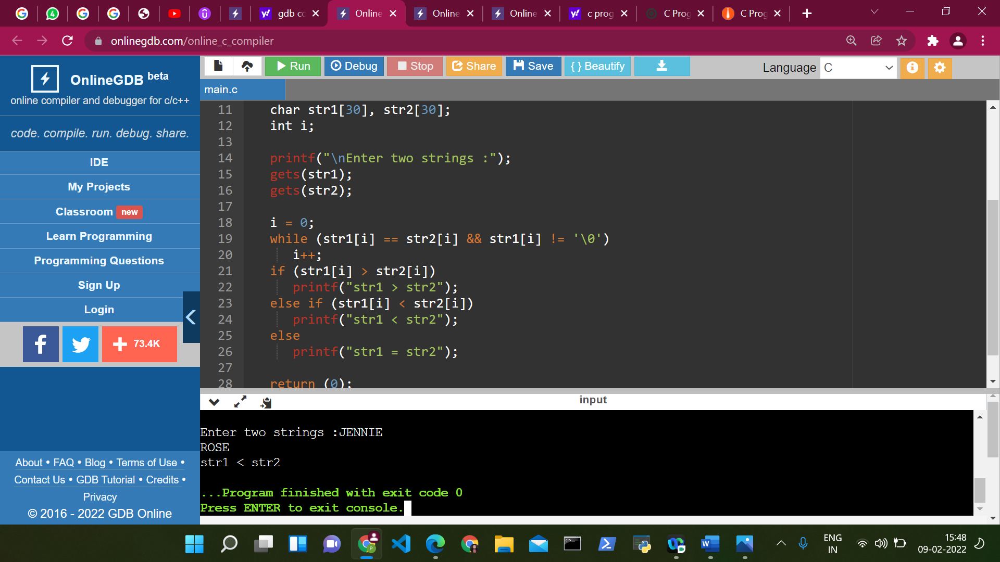 gdb cc
Online
Online
Online
c prog
C Prog
C Prog
onlinegdb.com/online_c_compiler
OnlineGDB beta
online compiler and debugger for c/c++
code. compile. run. debug. share.
IDE
My Projects
Classroom new
Learn Programming
Programming Questions
Sign Up
Login
73.4K
About • FAQ • Blog • Terms of Use •
Contact Us • GDB Tutorial • Credits •
Privacy
© 2016 - 2022 GDB Online
Run Debug Stop Share Save { } Beautify
Language C
main.c
11 char str1[30], str2[30];
12 int i;
13
14 printf("\nEnter two strings :");
15 gets(str1);
16 gets(str2);
17
18 i = 0;
19 while (str1[i] == str2[i] && str1[i] != '\0')
20 i++;
21 if (str1[i] > str2[i])
22 printf("str1 > str2");
23 else if (str1[i] < str2[i])
24 printf("str1 < str2");
25 else
26 printf("str1 = str2");
27
28 return (0);
input
Enter two strings :JENNIE
ROSE
str1 < str2
...Program finished with exit code 0
Press ENTER to exit console.
ENG
IN
15:48
09-02-2022